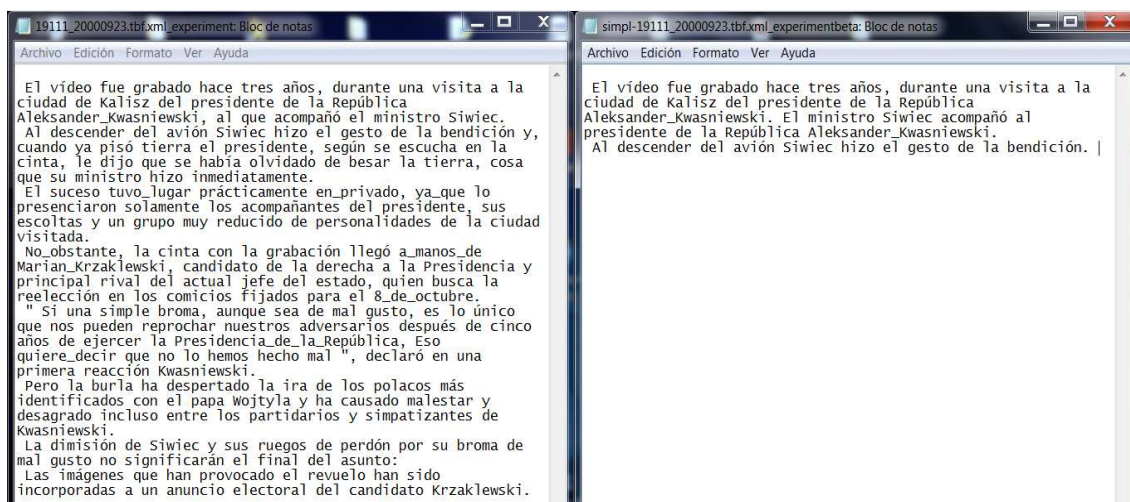 19111_20000923.tbf.xml_experiment: Bloc de notas
Archivo Edición Formato Ver Ayuda
El vídeo fue grabado hace tres años, durante una visita a la
ciudad de Kalisz del presidente de la República
Aleksander_Kwasniewski, al que acompañó el ministro Siwiec.
Al descender del avión Siwiec hizo el gesto de la bendición y,
cuando ya pisó tierra el presidente, según se escucha en la
cinta, le dijo que se había olvidado de besar la tierra, cosa
que su ministro hizo inmediatamente.
El suceso tuvo_lugar prácticamente en_privado, ya_que lo
presenciaron solamente los acompañantes del presidente, sus
escoltas y un grupo muy reducido de personalidades de la ciudad
visitada.
No_obstante, la cinta con la grabación llegó a_manos_de
Marian_Krzaklewski, candidato de la derecha a la Presidencia y
principal rival del actual jefe del estado, quien busca la
reelección en los comicios fijados para el 8_de_octubre.
" Si una simple broma, aunque sea de mal gusto, es lo único
que nos pueden reprochar nuestros adversarios después de cinco
años de ejercer la Presidencia_de_la_República, Eso
quiere_decir que no lo hemos hecho mal ", declaró en una
primera reacción Kwasniewski.
Pero la burla ha despertado la ira de los polacos más
identificados con el papa Wojtyla y ha causado malestar y
desagrado incluso entre los partidarios y simpatizantes de
Kwasniewski.
La dimisión de Siwiec y sus ruegos de perdón por su broma de
mal gusto no significarán el final del asunto:
Las imágenes que han provocado el revuelo han sido
incorporadas a un anuncio electoral del candidato Krzaklewski.
simpl-19111_20000923.tbf.xml_experimentbeta: Bloc de notas
Archivo Edición Formato Ver Ayuda
El vídeo fue grabado hace tres años, durante una visita a la
ciudad de Kalisz del presidente de la República
Aleksander_Kwasniewski. El ministro Siwiec acompañó al
presidente de la República Aleksander_Kwasniewski.
Al descender del avión Siwiec hizo el gesto de la bendición.